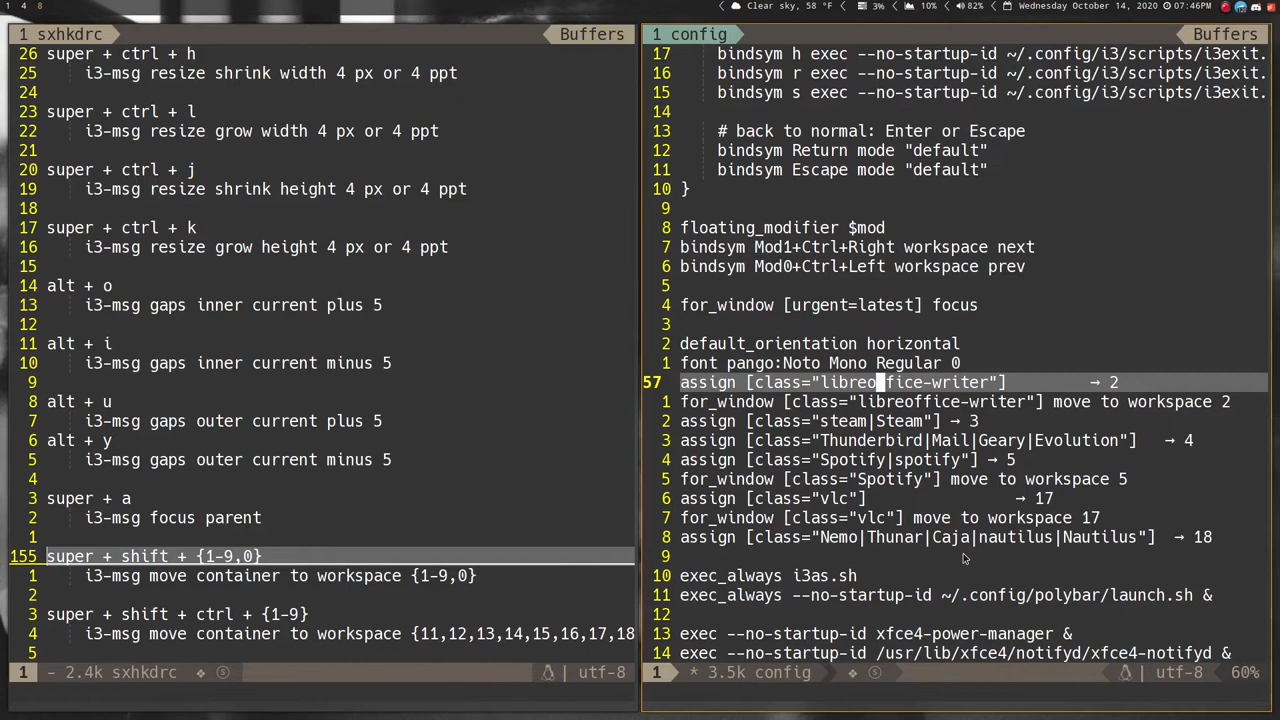 1 4 8
Clear sky, 58 °F 3% 10% 82% Wednesday October 14, 2020 07:46PM
1 sxhkdrc Buffers
26 super + ctrl + h
25 i3-msg resize shrink width 4 px or 4 ppt
24
23 super + ctrl + l
22 i3-msg resize grow width 4 px or 4 ppt
21
20 super + ctrl + j
19 i3-msg resize shrink height 4 px or 4 ppt
18
17 super + ctrl + k
16 i3-msg resize grow height 4 px or 4 ppt
15
14 alt + o
13 i3-msg gaps inner current plus 5
12
11 alt + i
10 i3-msg gaps inner current minus 5
9
8 alt + u
7 i3-msg gaps outer current plus 5
6 alt + y
5 i3-msg gaps outer current minus 5
4
3 super + a
2 i3-msg focus parent
1
155 super + shift + {1-9,0}
1 i3-msg move container to workspace {1-9,0}
2
3 super + shift + ctrl + {1-9}
4 i3-msg move container to workspace {11,12,13,14,15,16,17,18
5
1 - 2.4k sxhkdrc ❖ ⓢ | utf-8
1 config Buffers
17 bindsym h exec --no-startup-id ~/.config/i3/scripts/i3exit.
16 bindsym r exec --no-startup-id ~/.config/i3/scripts/i3exit.
15 bindsym s exec --no-startup-id ~/.config/i3/scripts/i3exit.
14
13 # back to normal: Enter or Escape
12 bindsym Return mode "default"
11 bindsym Escape mode "default"
10 }
9
8 floating_modifier $mod
7 bindsym Mod1+Ctrl+Right workspace next
6 bindsym Mod0+Ctrl+Left workspace prev
5
4 for_window [urgent=latest] focus
3
2 default_orientation horizontal
1 font pango:Noto Mono Regular 0
57 assign [class="libreoffice-writer"] → 2
1 for_window [class="libreoffice-writer"] move to workspace 2
2 assign [class="steam|Steam"] → 3
3 assign [class="Thunderbird|Mail|Geary|Evolution"] → 4
4 assign [class="Spotify|spotify"] → 5
5 for_window [class="Spotify"] move to workspace 5
6 assign [class="vlc"] → 17
7 for_window [class="vlc"] move to workspace 17
8 assign [class="Nemo|Thunar|Caja|nautilus|Nautilus"] → 18
9
10 exec_always i3as.sh
11 exec_always --no-startup-id ~/.config/polybar/launch.sh &
12
13 exec --no-startup-id xfce4-power-manager &
14 exec --no-startup-id /usr/lib/xfce4/notifyd/xfce4-notifyd &
1 * 3.5k config ❖ ⓢ | utf-8 60%